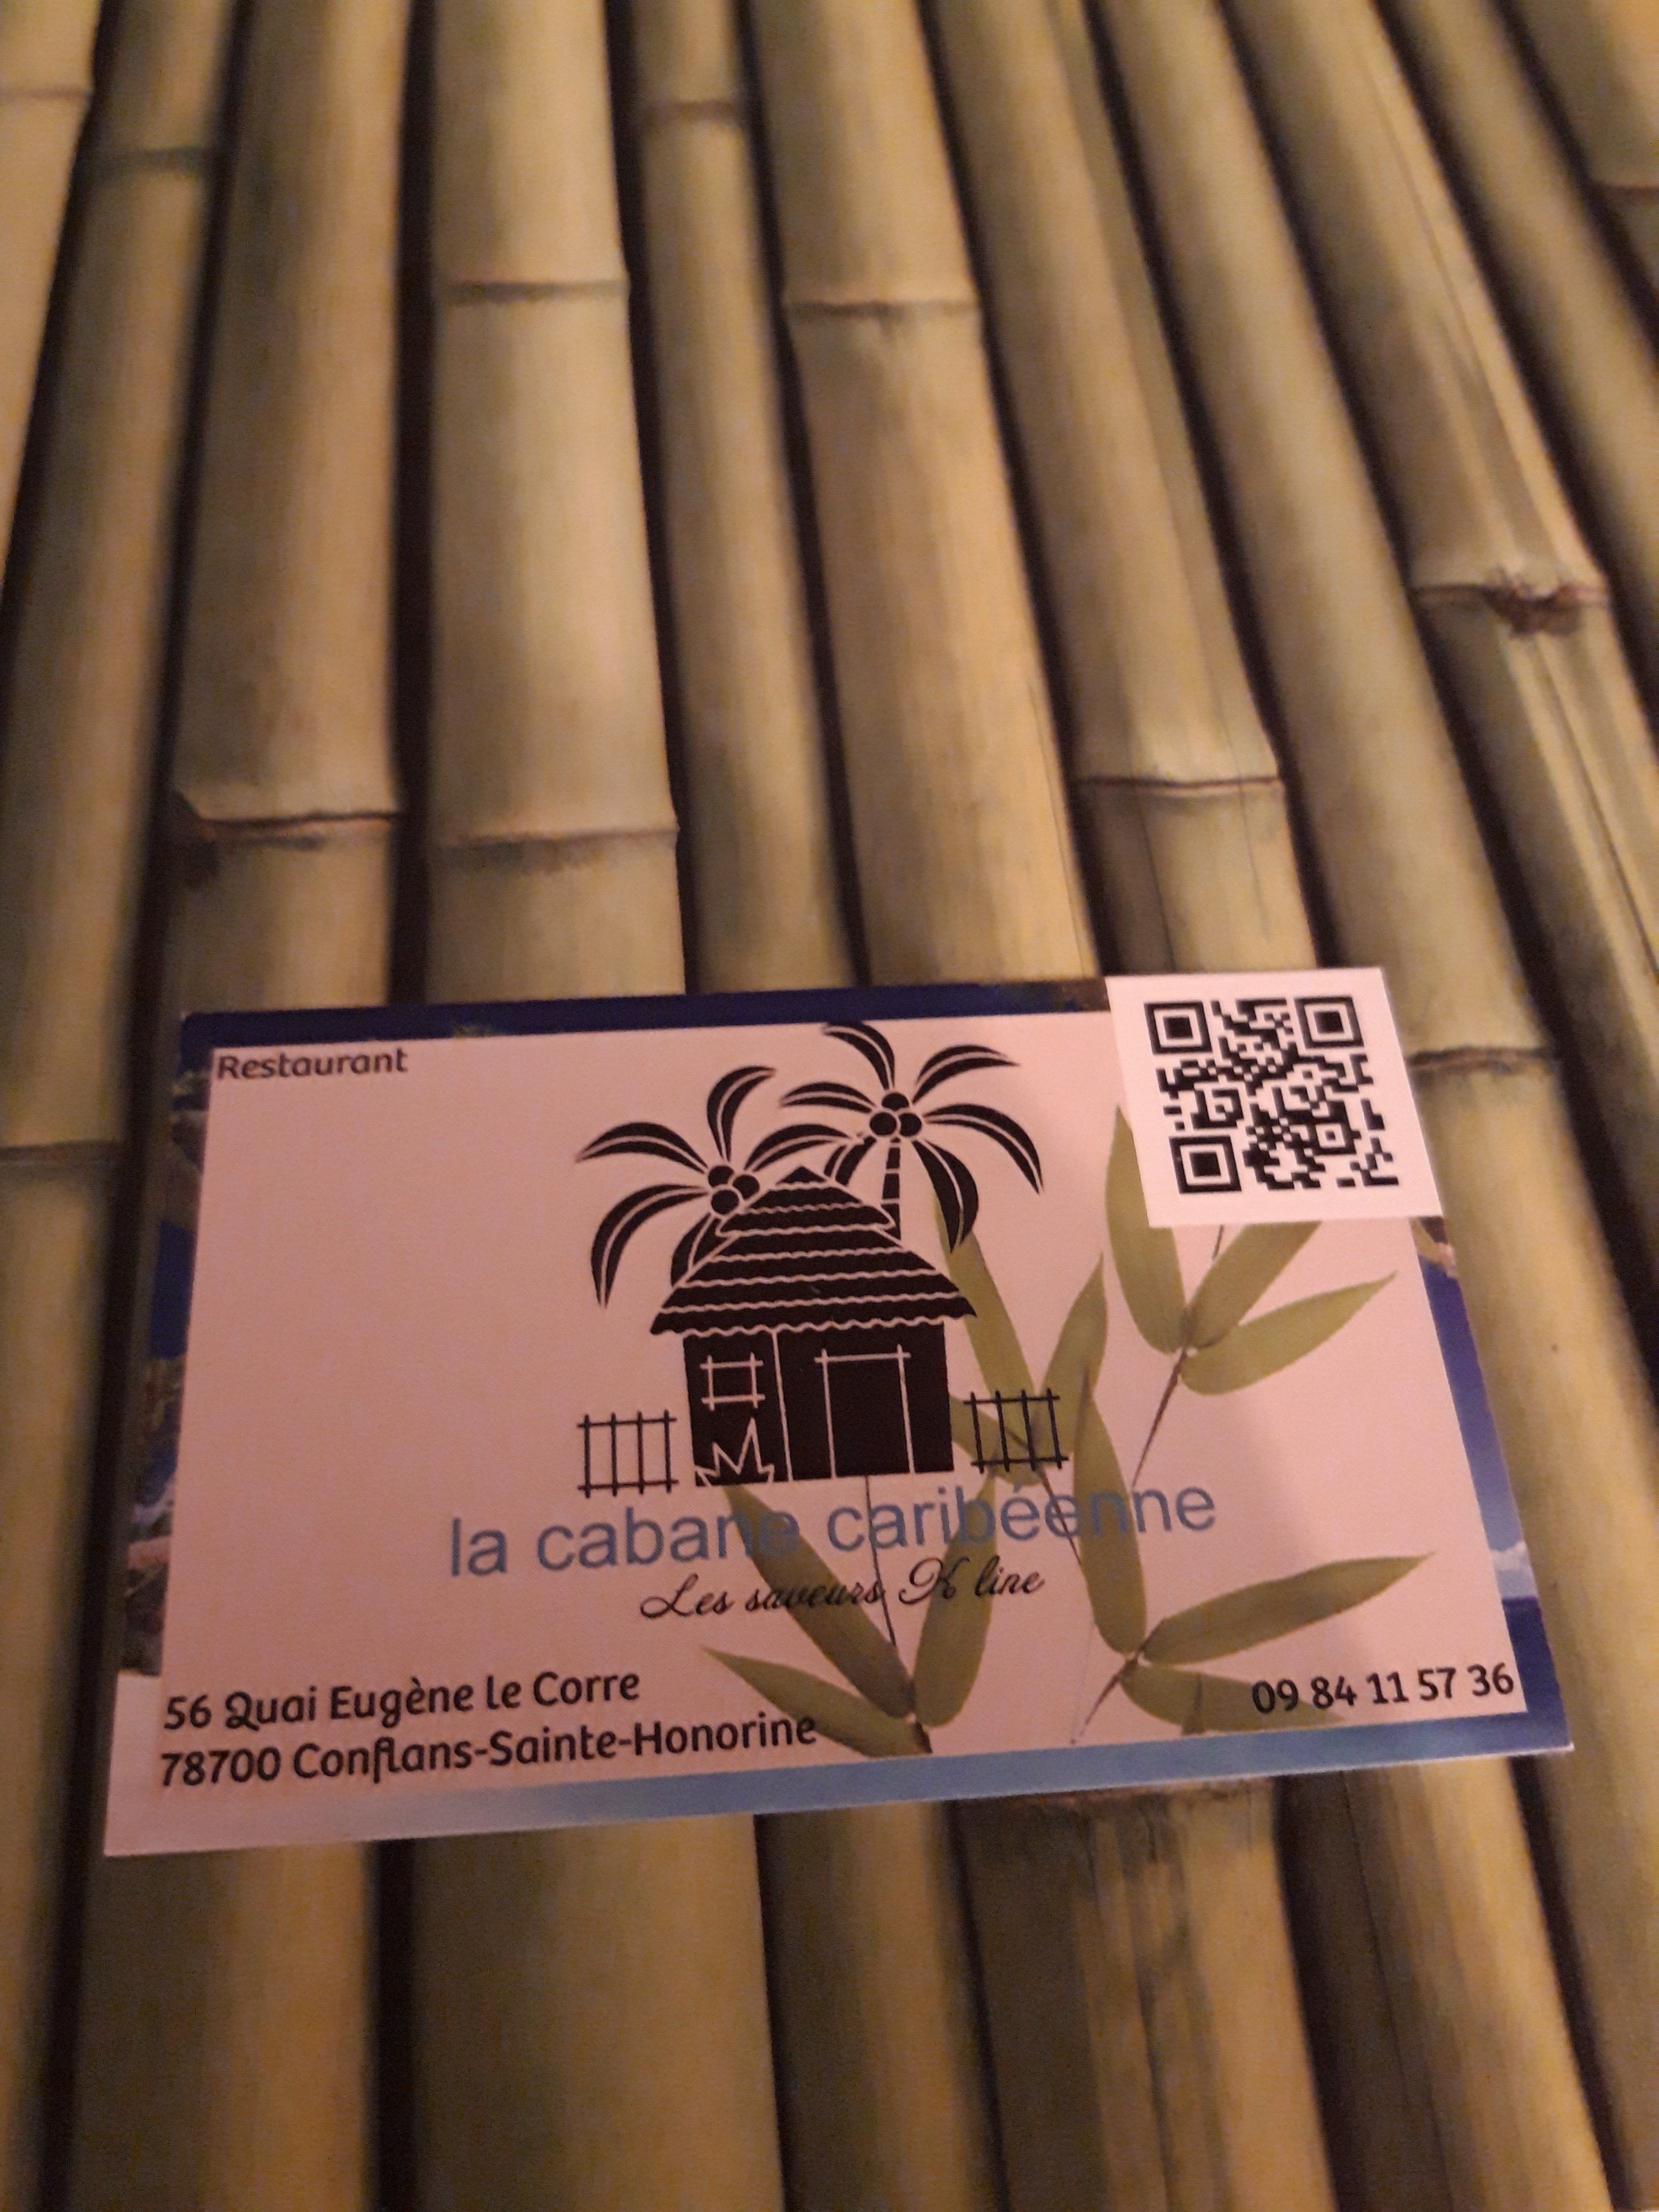 Restaurant
la cabane caribéenne
Les saveurs K line
56 Quai Eugène le Corre
78700 Conflans-Sainte-Honorine
09 84 11 57 36